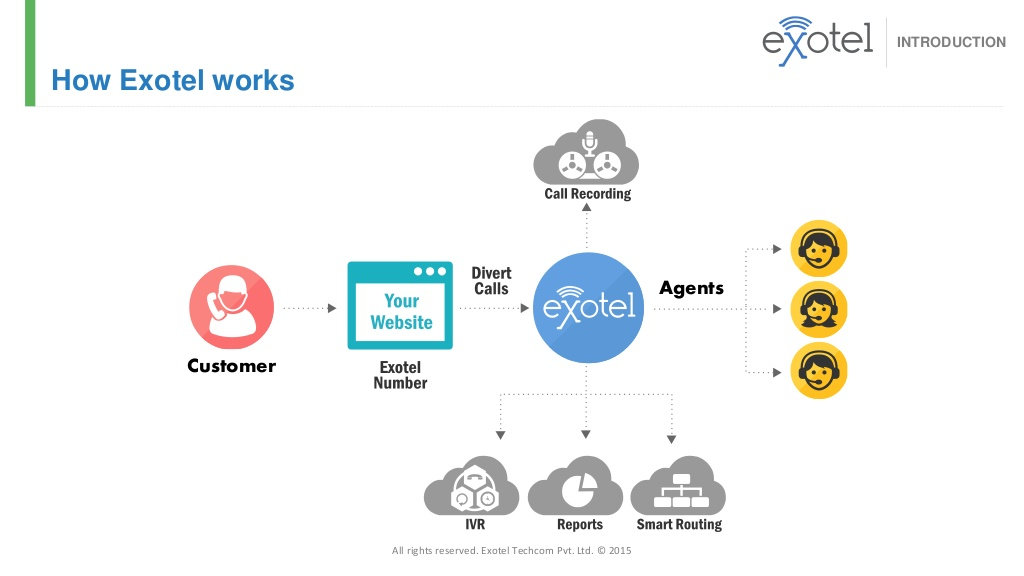 exotel
INTRODUCTION
How Exotel works
Call Recording
Divert
Calls
Agents
Your
Website
exotel
Customer
Exotel
Number
IVR
Reports
Smart Routing
All rights reserved. Exotel Techcom Pvt. Ltd. © 2015